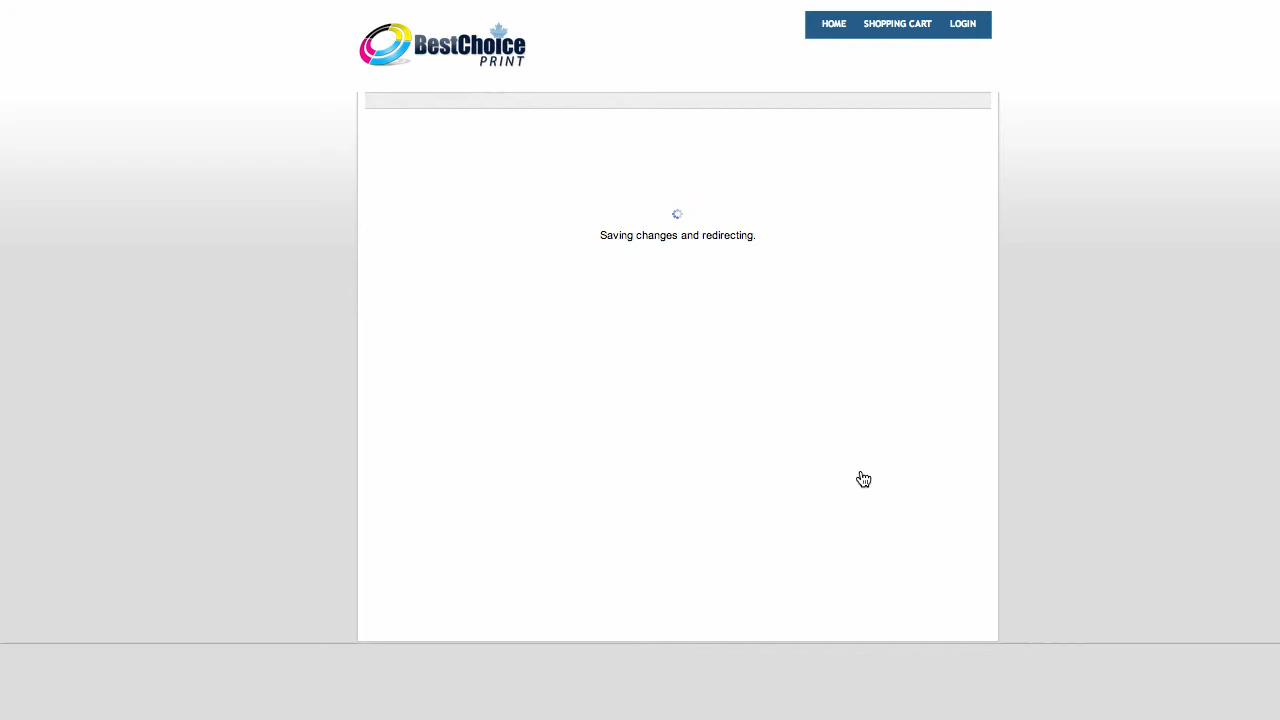 BestChoice
PRINT
HOME SHOPPING CART LOGIN
Saving changes and redirecting.